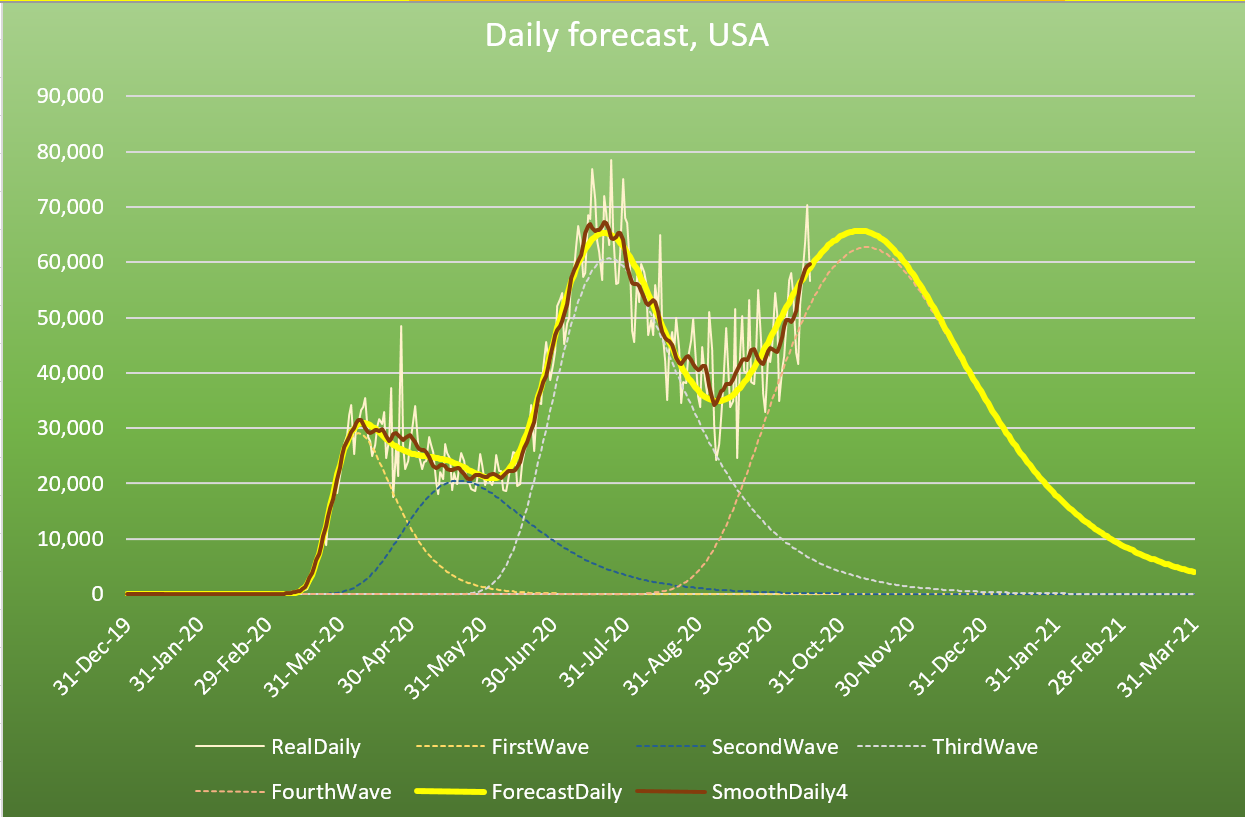 Daily forecast, USA
90,000
80,000
70,000
60,000
50,000
40,000
30,000
20,000
10,000
0
31-Dec-19 31-Jan-20 29-Feb-20 31-Mar-20 30-Apr-20 31-May-20 30-Jun-20 31-Jul-20 31-Aug-20 30-Sep-20 31-Oct-20 30-Nov-20 31-Dec-20 31-Jan-21 28-Feb-21 31-Mar-21
RealDaily FirstWave SecondWave ThirdWave
FourthWave ForecastDaily SmoothDaily4